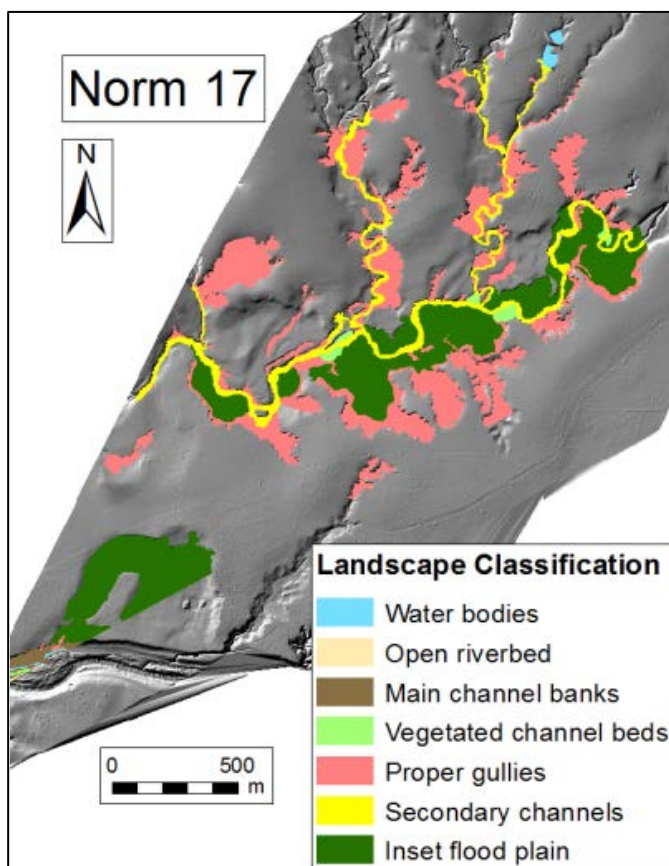 Norm 17
N
Landscape Classification
Water bodies
Open riverbed
Main channel banks
Vegetated channel beds
Proper gullies
Secondary channels
Inset flood plain
0 500
m